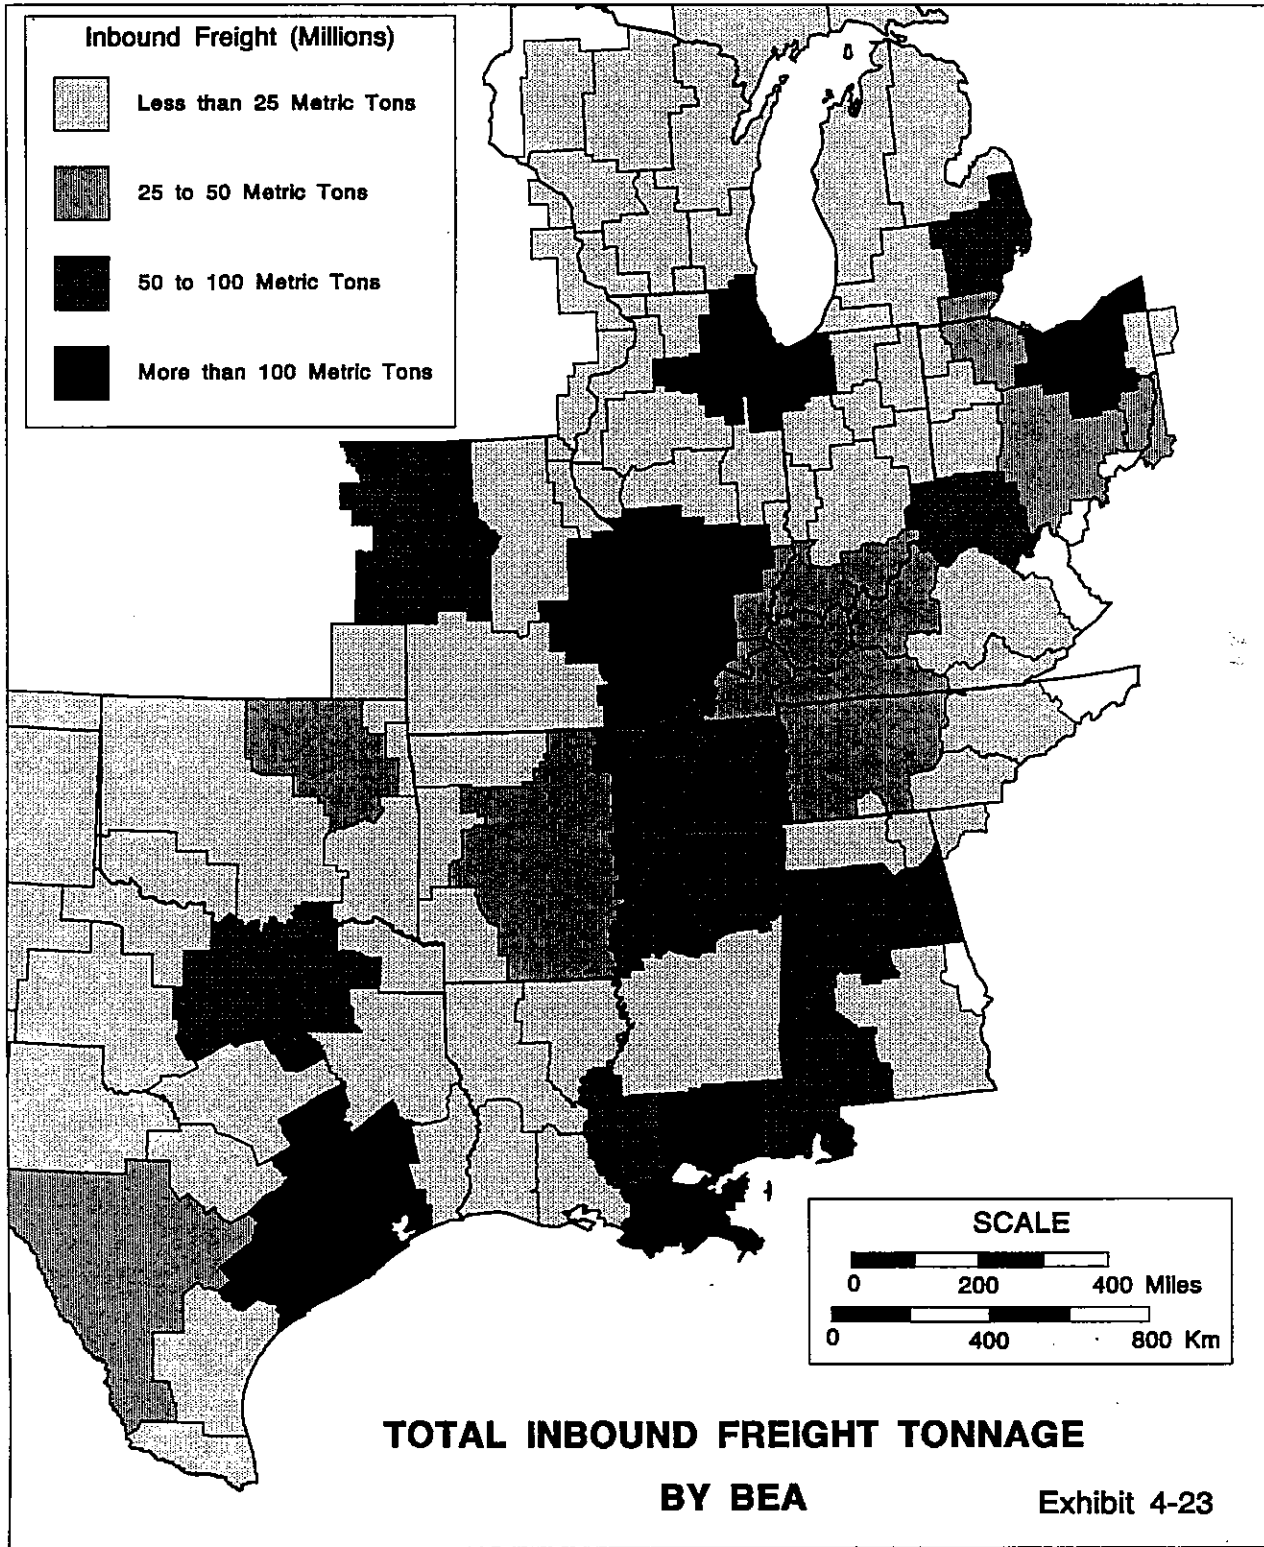 Inbound Freight (Millions)
Less than 25 Metric Tons
25 to 50 Metric Tons
50 to 100 Metric Tons
More than 100 Metric Tons
SCALE
0 200 400 Miles
0 400 800 Km
TOTAL INBOUND FREIGHT TONNAGE
BY BEA
Exhibit 4-23